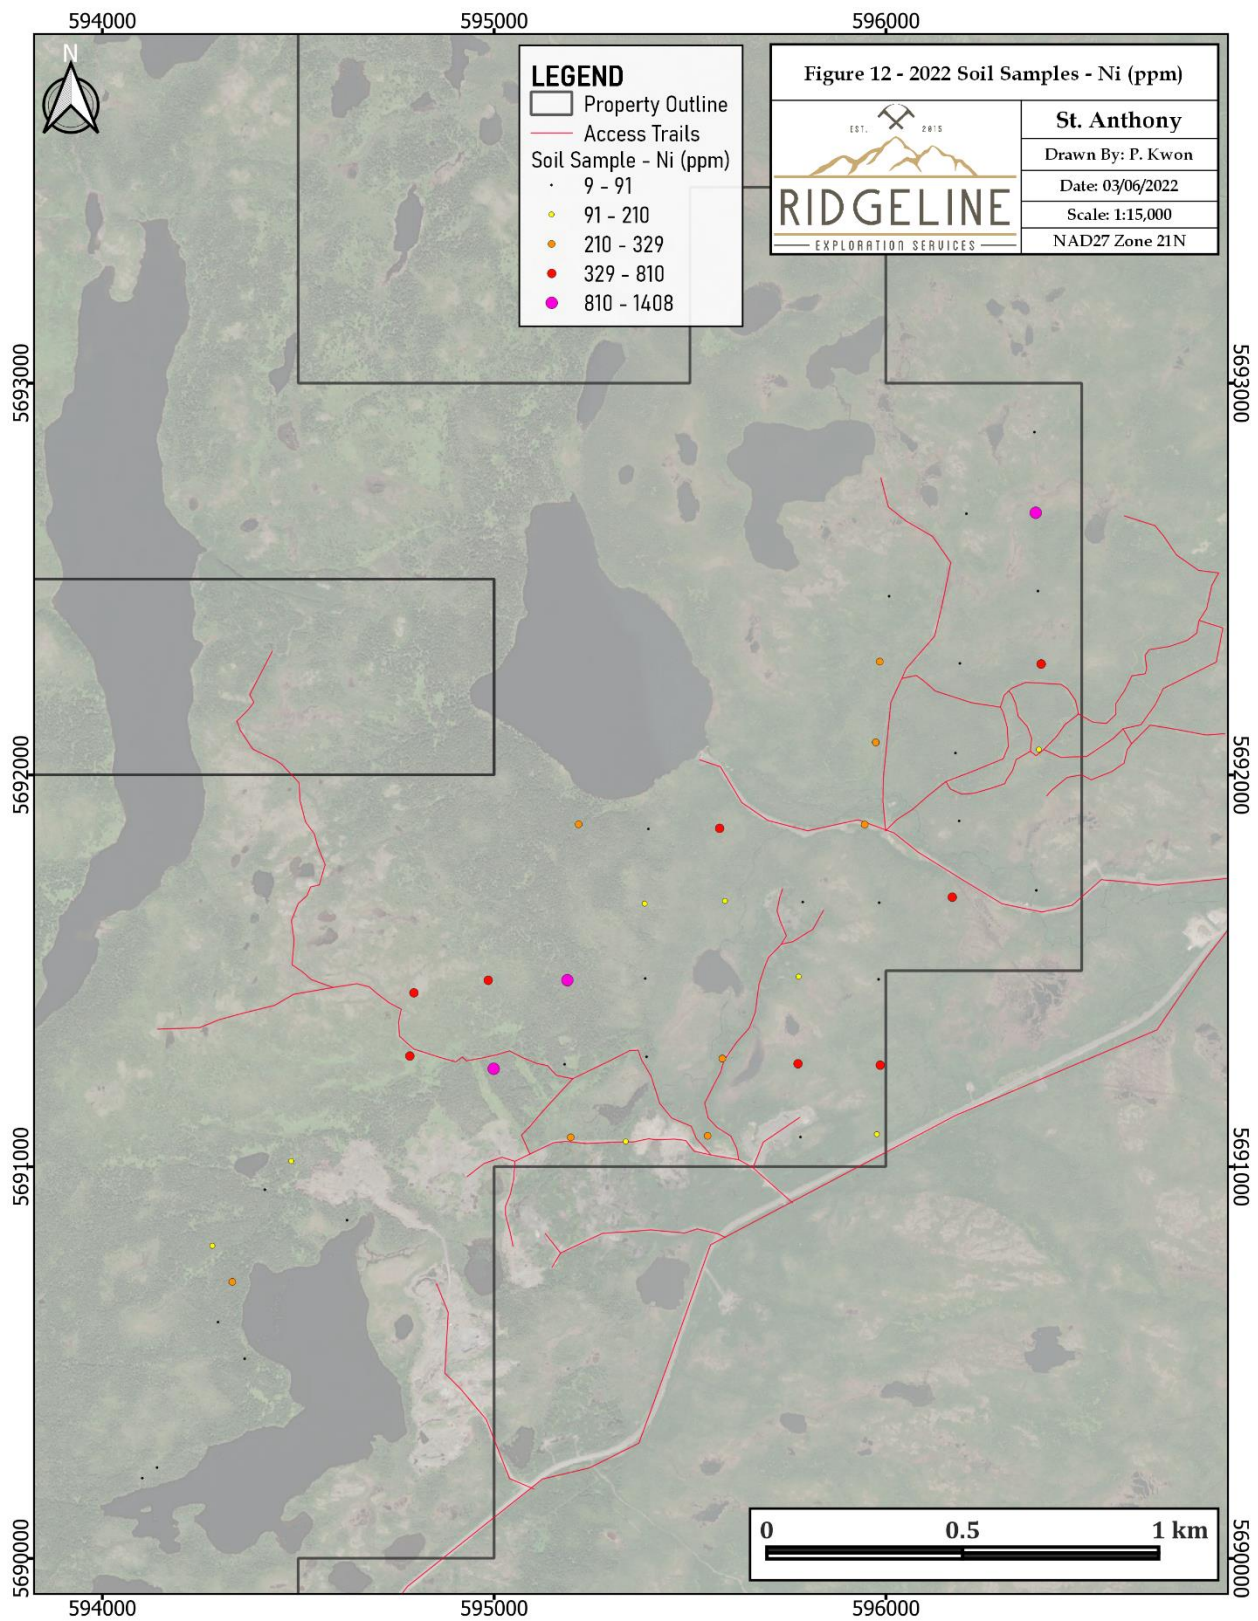 594000 595000 596000
N
LEGEND
Property Outline
Access Trails
Soil Sample - Ni (ppm)
9 - 91
91 - 210
210 - 329
329 - 810
810 - 1408
Figure 12 - 2022 Soil Samples - Ni (ppm)
EST. 2015
RIDGELINE
EXPLORATION SERVICES
St. Anthony
Drawn By: P. Kwon
Date: 03/06/2022
Scale: 1:15,000
NAD27 Zone 21N
5693000 5693000
5692000 5692000
5691000 5691000
5690000 5690000
0 0.5 1 km
594000 595000 596000